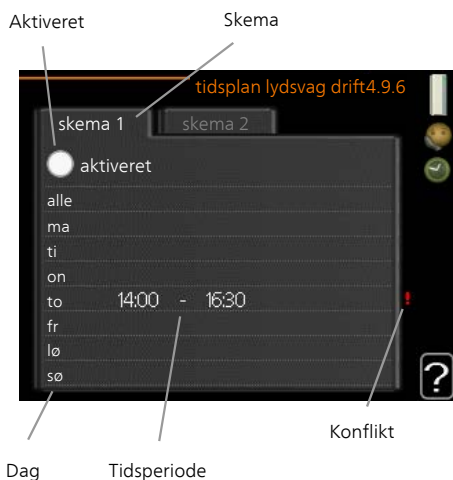 Aktiveret Skema
tidsplan lydsvag drift4.9.6
skema 1 skema 2
aktiveret
alle
ma
ti
on
to 14:00 - 16:30 !
fr
lø
sø
?
Konflikt
Dag Tidsperiode